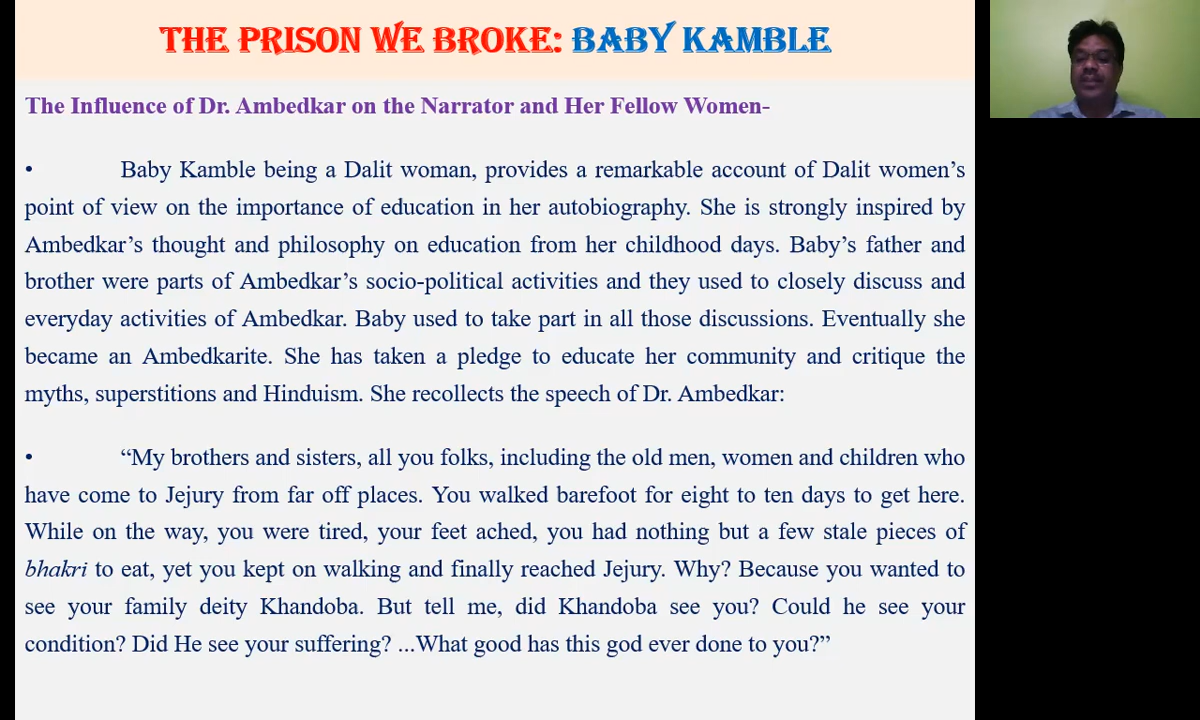 THE PRISON WE BROKE: BABY KAMBLE
The Influence of Dr. Ambedkar on the Narrator and Her Fellow Women-
• Baby Kamble being a Dalit woman, provides a remarkable account of Dalit women’s
point of view on the importance of education in her autobiography. She is strongly inspired by
Ambedkar’s thought and philosophy on education from her childhood days. Baby’s father and
brother were parts of Ambedkar’s socio-political activities and they used to closely discuss and
everyday activities of Ambedkar. Baby used to take part in all those discussions. Eventually she
became an Ambedkarite. She has taken a pledge to educate her community and critique the
myths, superstitions and Hinduism. She recollects the speech of Dr. Ambedkar:
• “My brothers and sisters, all you folks, including the old men, women and children who
have come to Jejury from far off places. You walked barefoot for eight to ten days to get here.
While on the way, you were tired, your feet ached, you had nothing but a few stale pieces of
bhakri to eat, yet you kept on walking and finally reached Jejury. Why? Because you wanted to
see your family deity Khandoba. But tell me, did Khandoba see you? Could he see your
condition? Did He see your suffering? ...What good has this god ever done to you?”